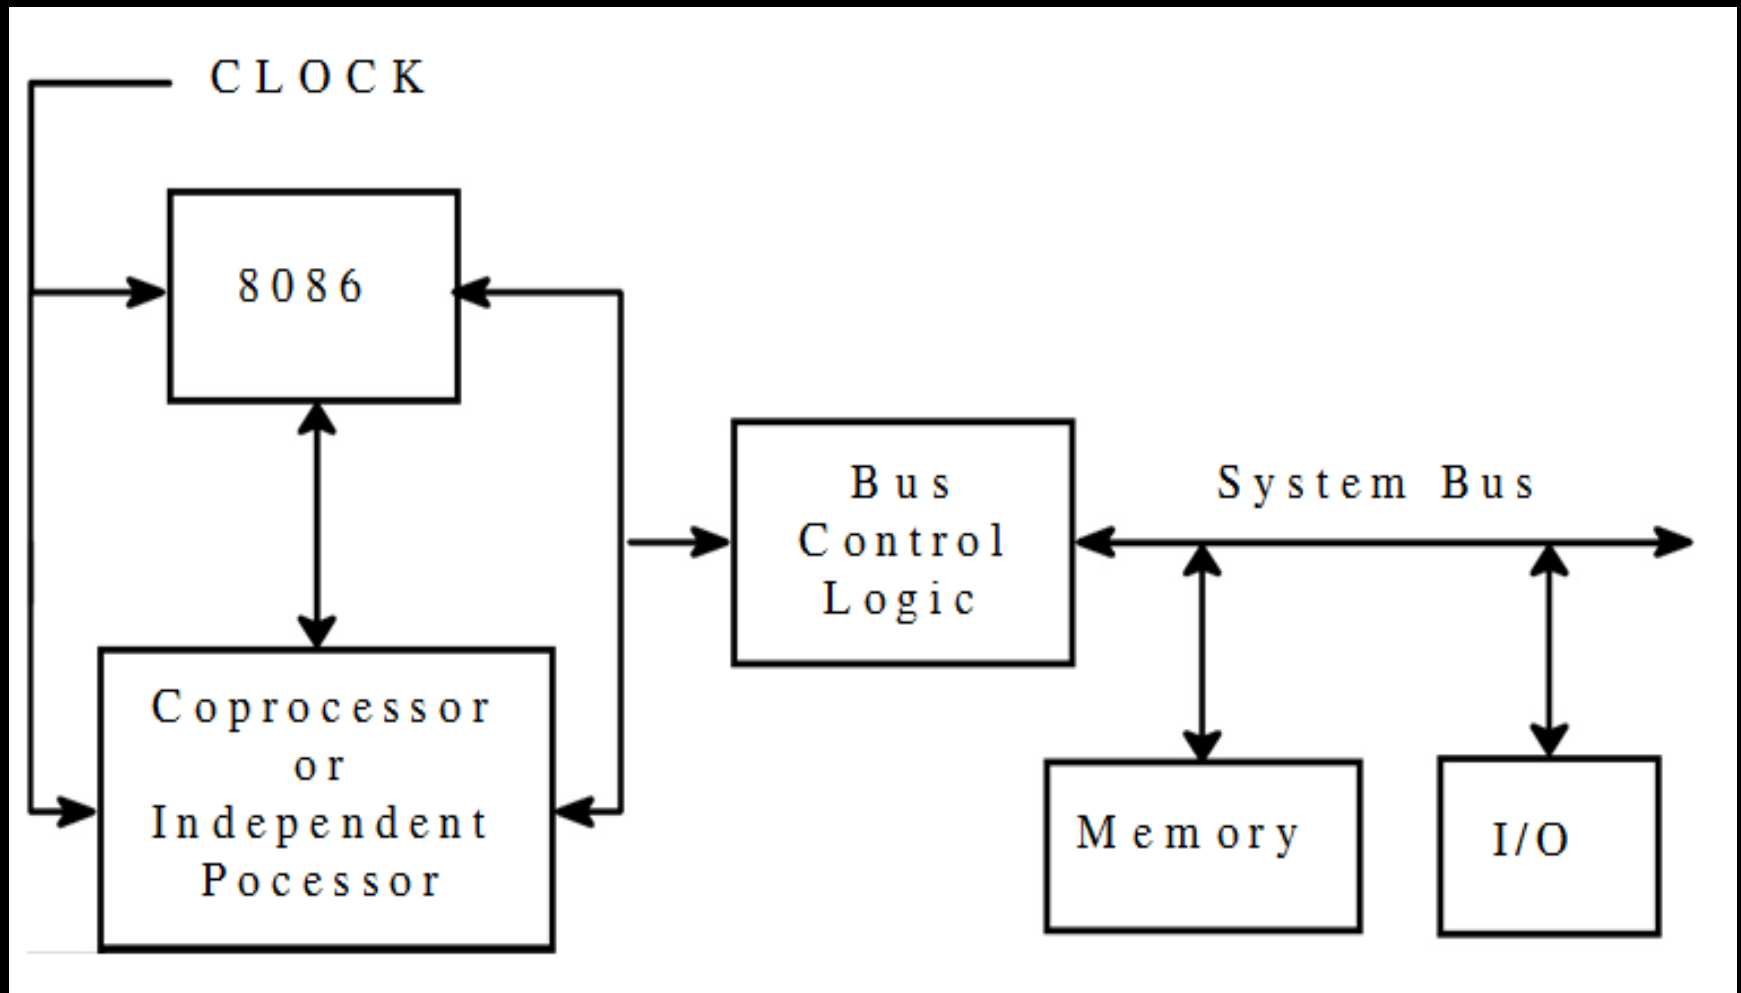 CLOCK
8086
Bus
Control
Logic
System Bus
Coprocessor
or
Independent
Pocessor
Memory
I/O